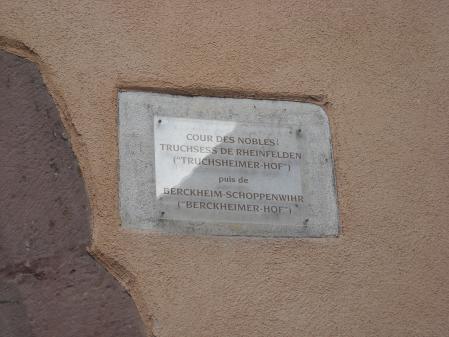 COUR DES NOBLES:
TRUCHSESS DE RHEINFELDEN
("TRUCHSHEIMER-HOF")
puis de
BERCKHEIM-SCHOPPENWIHR
("BERCKHEIMER-HOF")